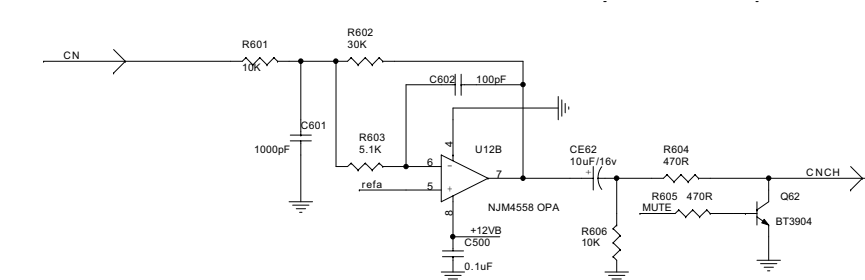 CN
R601
10K
R602
30K
C602 100pF
C601
1000pF
R603
5.1K
refa
6
5
4
8
7
U12B
NJM4558 OPA
+12VB
C500
0.1uF
CE62
10uF/16v
+
R604
470R
CNCH
R605 470R
MUTE
Q62
BT3904
R606
10K